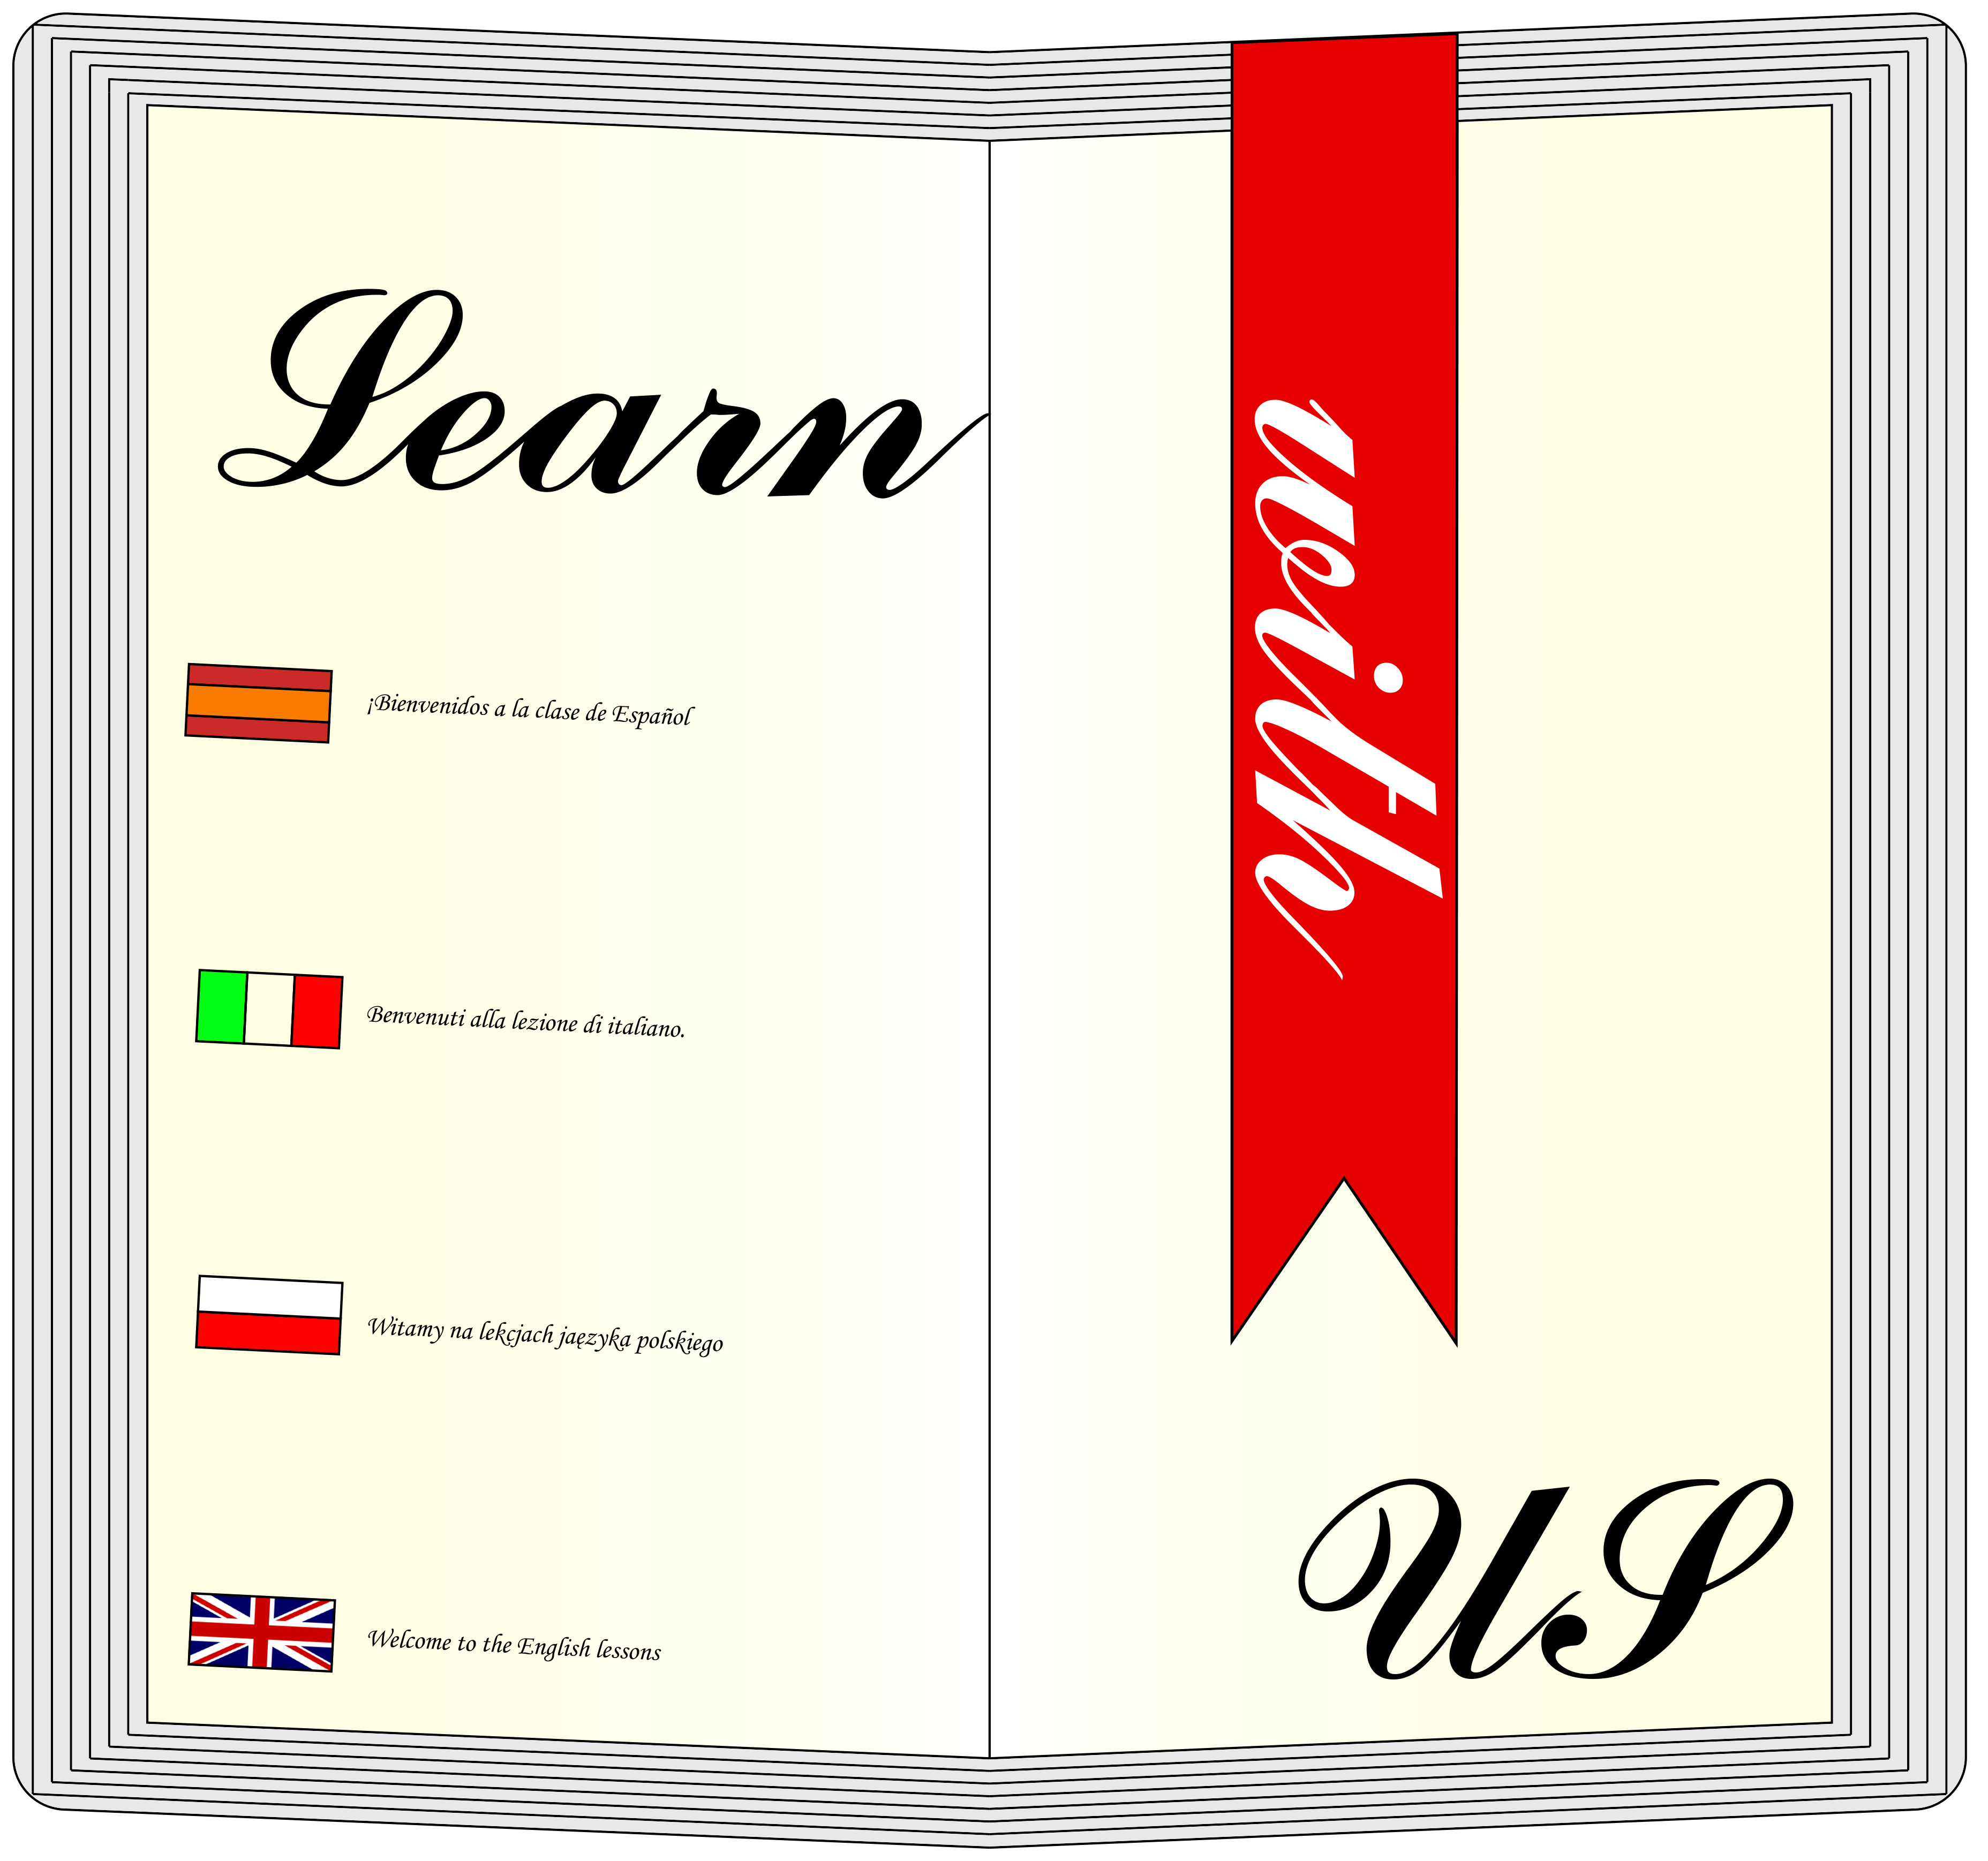 Learn
¡Bienvenidos a la clase de Español
Benvenuti alla lezione di italiano.
Witamy na lekcjach jaęzyka polskiego
Welcome to the English lessons
with
US